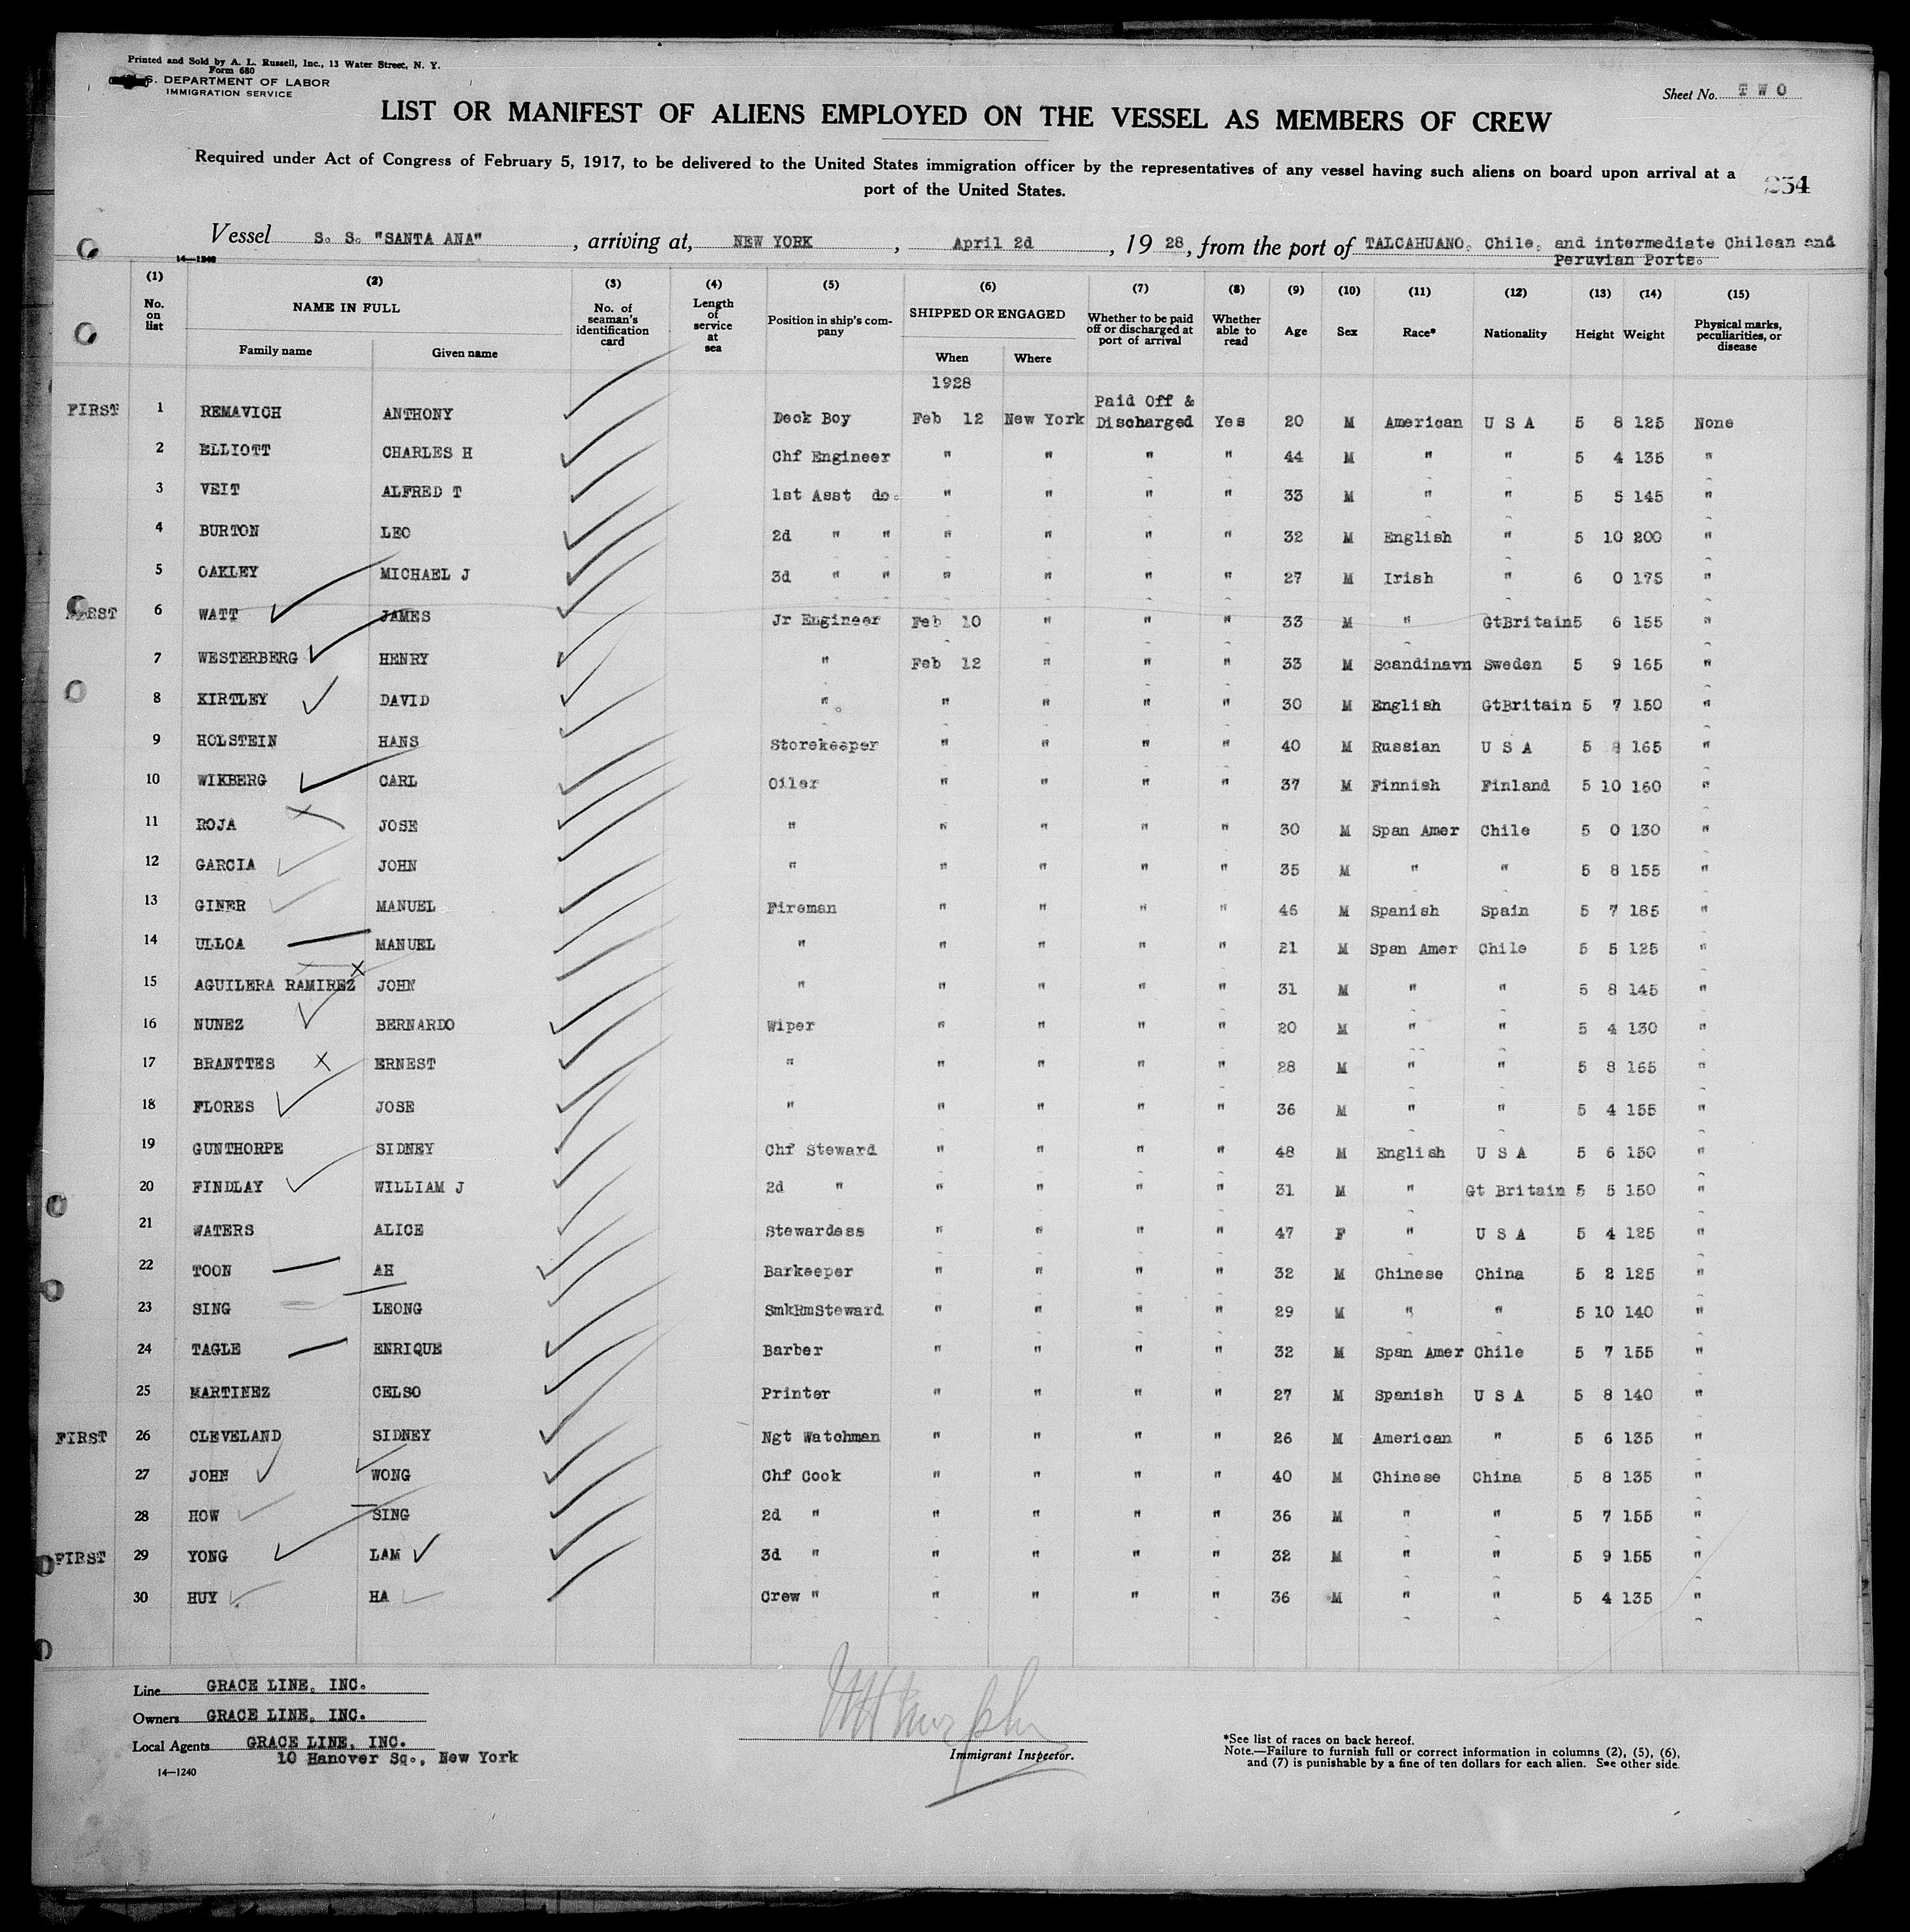 Printed and Sold by A. L. Russell, Inc., 13 Water Street, N. Y.
Form 680
S. DEPARTMENT OF LABOR
IMMIGRATION SERVICE
Sheet No. TWO
LIST OR MANIFEST OF ALIENS EMPLOYED ON THE VESSEL AS MEMBERS OF CREW
Required under Act of Congress of February 5, 1917, to be delivered to the United States immigration officer by the representatives of any vessel having such aliens on board upon arrival at a
port of the United States.
254
Vessel S. S. "SANTA ANA", arriving at, NEW YORK, April 2d, 1928, from the port of TALCAHUANO. Chile. and intermediate Chilean and
Peruvian Ports.
14—1240
(1) (2) (3) (4) (5) (6) (7) (8) (9) (10) (11) (12) (13) (14) (15)
No. on list NAME IN FULL Family name Given name No. of seaman's identification card Length of service at sea Position in ship's company SHIPPED OR ENGAGED When Where Whether to be paid off or discharged at port of arrival Whether able to read Age Sex Race* Nationality Height Weight Physical marks, peculiarities, or disease
1928
FIRST 1 REMAVICH ANTHONY Deck Boy Feb 12 New York Paid Off & Discharged Yes 20 M American U S A 5 8 125 None
2 ELLIOTT CHARLES H Chf Engineer " " " " 44 M " " 5 4 135 "
3 VEIT ALFRED T 1st Asst do. " " " " 33 M " " 5 5 145 "
4 BURTON LEO 2d " " " " " " 32 M English " 5 10 200 "
5 OAKLEY MICHAEL J 3d " " " " " " 27 M Irish " 6 0 175 "
FIRST 6 WATT JAMES Jr Engineer Feb 10 " " " 33 M " GtBritain 5 6 155 "
7 WESTERBERG HENRY " Feb 12 " " " 33 M Scandinavn Sweden 5 9 165 "
8 KIRTLEY DAVID " " " " " 30 M English GtBritain 5 7 150 "
9 HOLSTEIN HANS Storekeeper " " " " 40 M Russian U S A 5 8 165 "
10 WIKBERG CARL Oiler " " " " 37 M Finnish Finland 5 10 160 "
11 ROJA JOSE " " " " " 30 M Span Amer Chile 5 0 130 "
12 GARCIA JOHN " " " " " 35 M " " 5 8 155 "
13 GINER MANUEL Fireman " " " " 46 M Spanish Spain 5 7 185 "
14 ULLOA MANUEL " " " " " 21 M Span Amer Chile 5 5 125 "
15 AGUILERA RAMIREZ JOHN " " " " " 31 M " " 5 8 145 "
16 NUNEZ BERNARDO Wiper " " " " 20 M " " 5 4 130 "
17 BRANTTES ERNEST " " " " " 28 M " " 5 8 165 "
18 FLORES JOSE " " " " " 36 M " " 5 4 155 "
19 GUNTHORPE SIDNEY Chf Steward " " " " 48 M English U S A 5 6 150 "
20 FINDLAY WILLIAM J 2d " " " " " 31 M " Gt Britain 5 5 150 "
21 WATERS ALICE Stewardess " " " " 47 F " U S A 5 4 125 "
22 TOON AH Barkeeper " " " " 32 M Chinese China 5 2 125 "
23 SING LEONG SmkRmSteward " " " " 29 M " " 5 10 140 "
24 TAGLE ENRIQUE Barber " " " " 32 M Span Amer Chile 5 7 155 "
25 MARTINEZ CELSO Printer " " " " 27 M Spanish U S A 5 8 140 "
FIRST 26 CLEVELAND SIDNEY Ngt Watchman " " " " 26 M American " 5 6 135 "
27 JOHN WONG Chf Cook " " " " 40 M Chinese China 5 8 135 "
28 HOW SING 2d " " " " " 36 M " " 5 7 155 "
FIRST 29 YONG LAM 3d " " " " " 32 M " " 5 9 155 "
30 HUY HA Crew " " " " " 36 M " " 5 4 135 "
Line GRACE LINE, INC.
Owners GRACE LINE, INC.
Local Agents GRACE LINE, INC.
10 Hanover Sq., New York
14—1240
Murphy
Immigrant Inspector.
*See list of races on back hereof.
Note.—Failure to furnish full or correct information in columns (2), (5), (6),
and (7) is punishable by a fine of ten dollars for each alien. See other side.